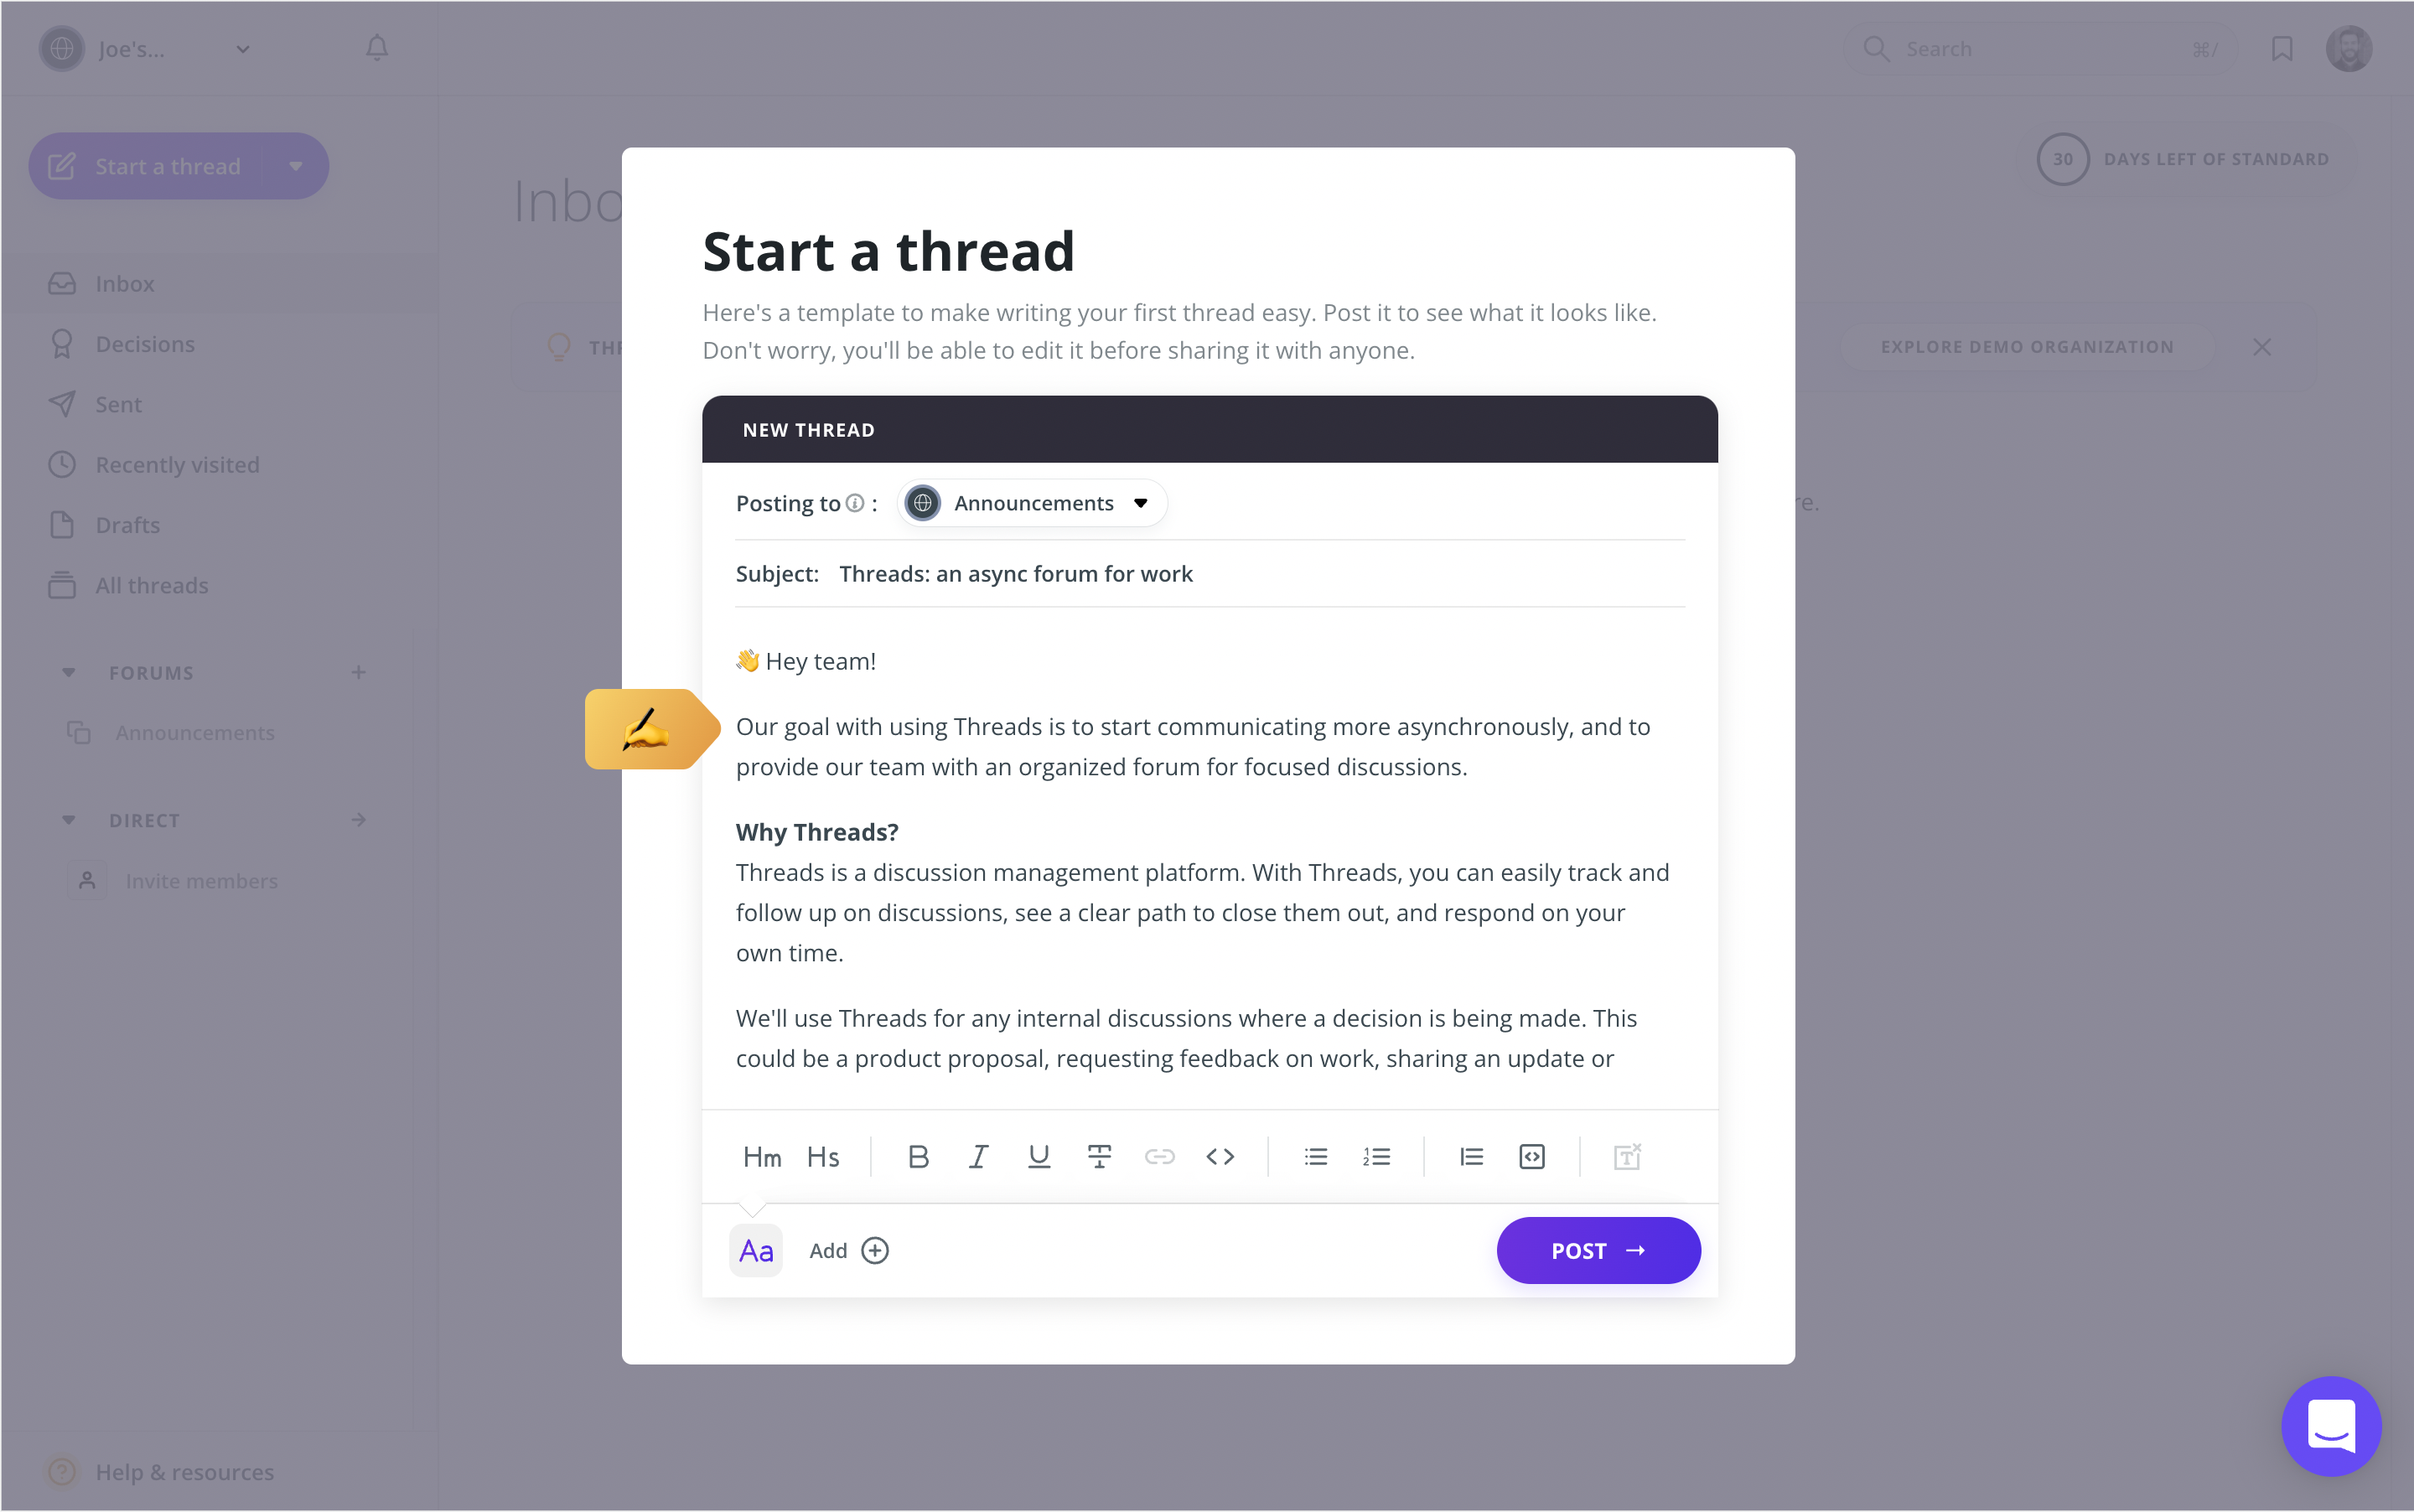 Joe's...
Search ⌘/
Start a thread
Inbox
Decisions
Sent
Recently visited
Drafts
All threads
FORUMS
Announcements
DIRECT
Invite members
Help & resources
30 DAYS LEFT OF STANDARD
EXPLORE DEMO ORGANIZATION
re.
Start a thread
Here's a template to make writing your first thread easy. Post it to see what it looks like.
Don't worry, you'll be able to edit it before sharing it with anyone.
NEW THREAD
Posting to : Announcements
Subject: Threads: an async forum for work
👋 Hey team!
Our goal with using Threads is to start communicating more asynchronously, and to
provide our team with an organized forum for focused discussions.
Why Threads?
Threads is a discussion management platform. With Threads, you can easily track and
follow up on discussions, see a clear path to close them out, and respond on your
own time.
We'll use Threads for any internal discussions where a decision is being made. This
could be a product proposal, requesting feedback on work, sharing an update or
Hm Hs B I U T
Aa Add POST →